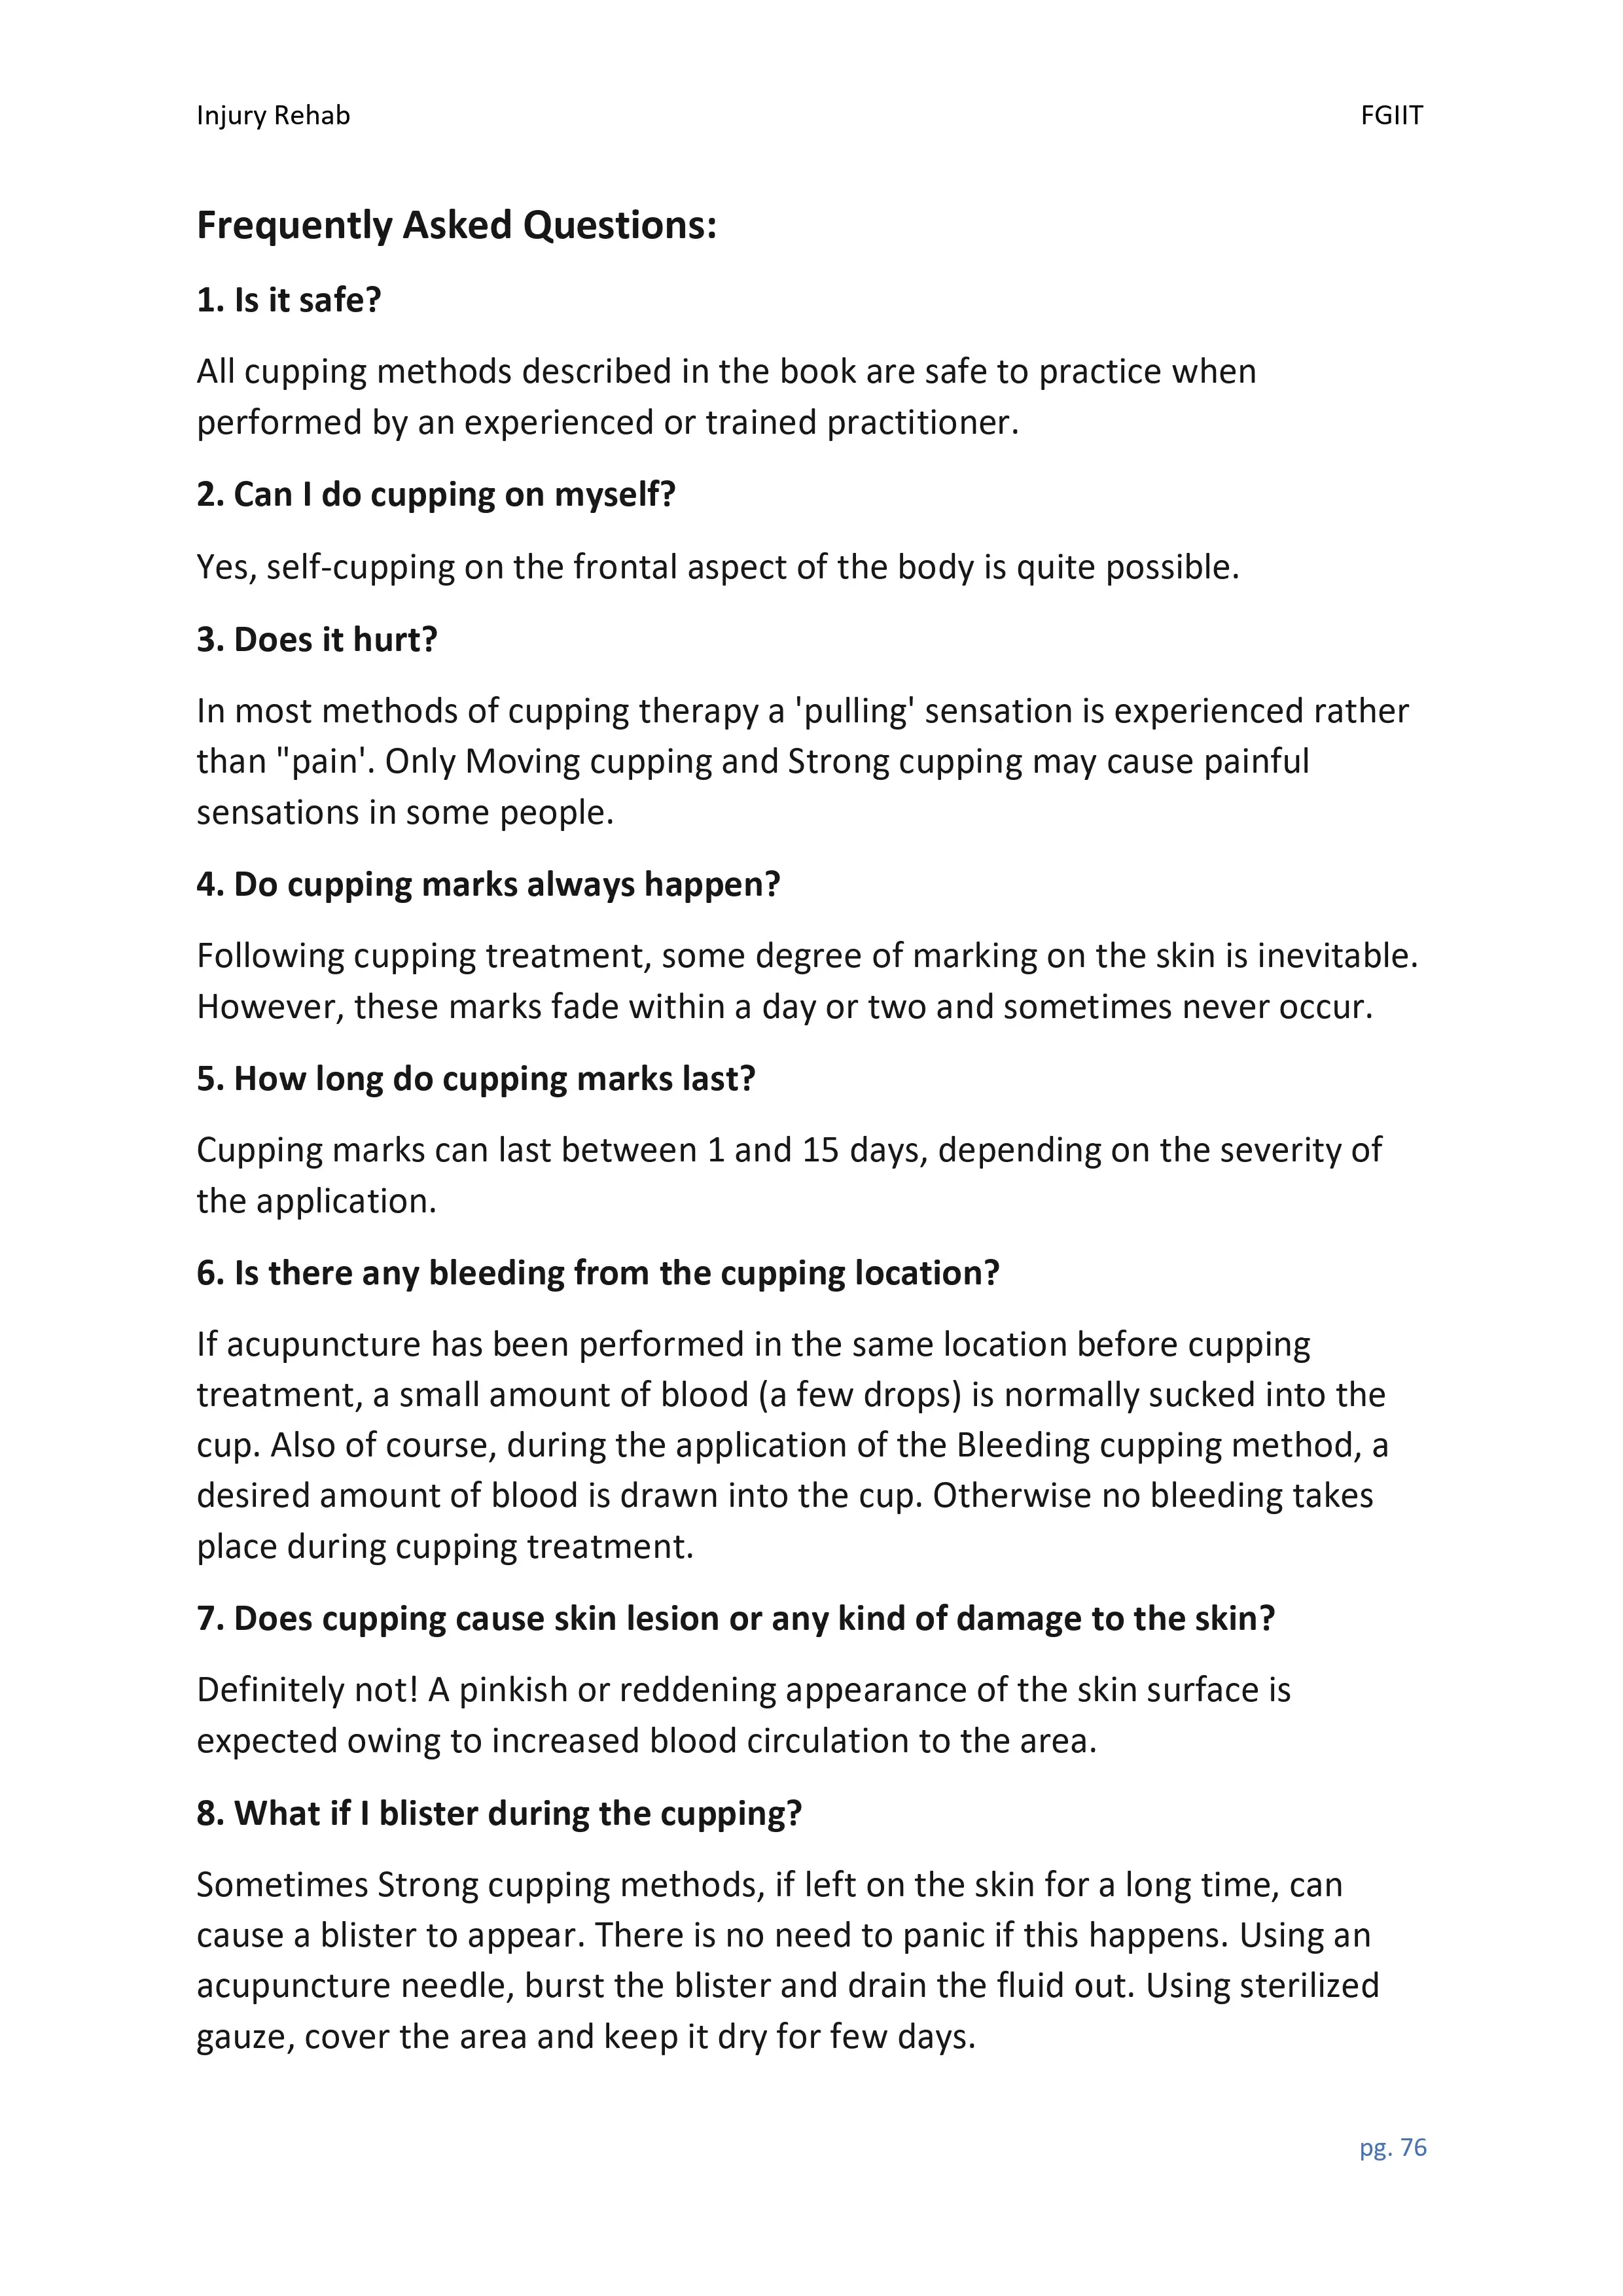 Injury Rehab FGIIT
Frequently Asked Questions:
1. Is it safe?
All cupping methods described in the book are safe to practice when
performed by an experienced or trained practitioner.
2. Can I do cupping on myself?
Yes, self-cupping on the frontal aspect of the body is quite possible.
3. Does it hurt?
In most methods of cupping therapy a 'pulling' sensation is experienced rather
than "pain'. Only Moving cupping and Strong cupping may cause painful
sensations in some people.
4. Do cupping marks always happen?
Following cupping treatment, some degree of marking on the skin is inevitable.
However, these marks fade within a day or two and sometimes never occur.
5. How long do cupping marks last?
Cupping marks can last between 1 and 15 days, depending on the severity of
the application.
6. Is there any bleeding from the cupping location?
If acupuncture has been performed in the same location before cupping
treatment, a small amount of blood (a few drops) is normally sucked into the
cup. Also of course, during the application of the Bleeding cupping method, a
desired amount of blood is drawn into the cup. Otherwise no bleeding takes
place during cupping treatment.
7. Does cupping cause skin lesion or any kind of damage to the skin?
Definitely not! A pinkish or reddening appearance of the skin surface is
expected owing to increased blood circulation to the area.
8. What if I blister during the cupping?
Sometimes Strong cupping methods, if left on the skin for a long time, can
cause a blister to appear. There is no need to panic if this happens. Using an
acupuncture needle, burst the blister and drain the fluid out. Using sterilized
gauze, cover the area and keep it dry for few days.
pg. 76